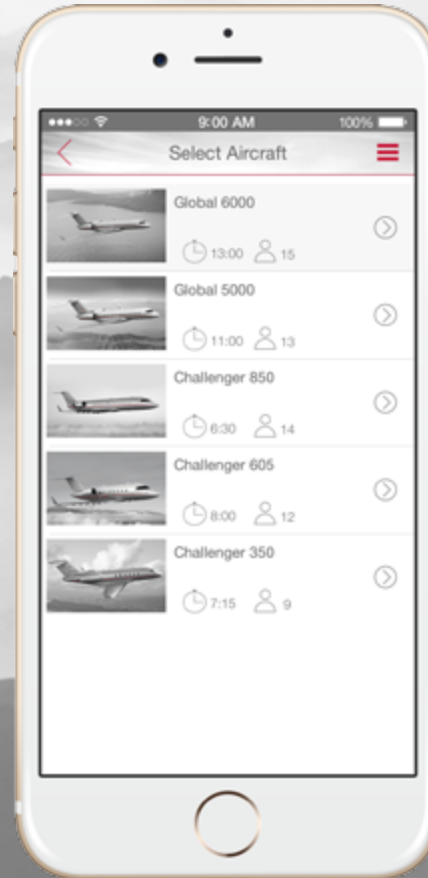 9:00 AM 100%
Select Aircraft
Global 6000
13:00 15
Global 5000
11:00 13
Challenger 850
6:30 14
Challenger 605
8:00 12
Challenger 350
7:15 9